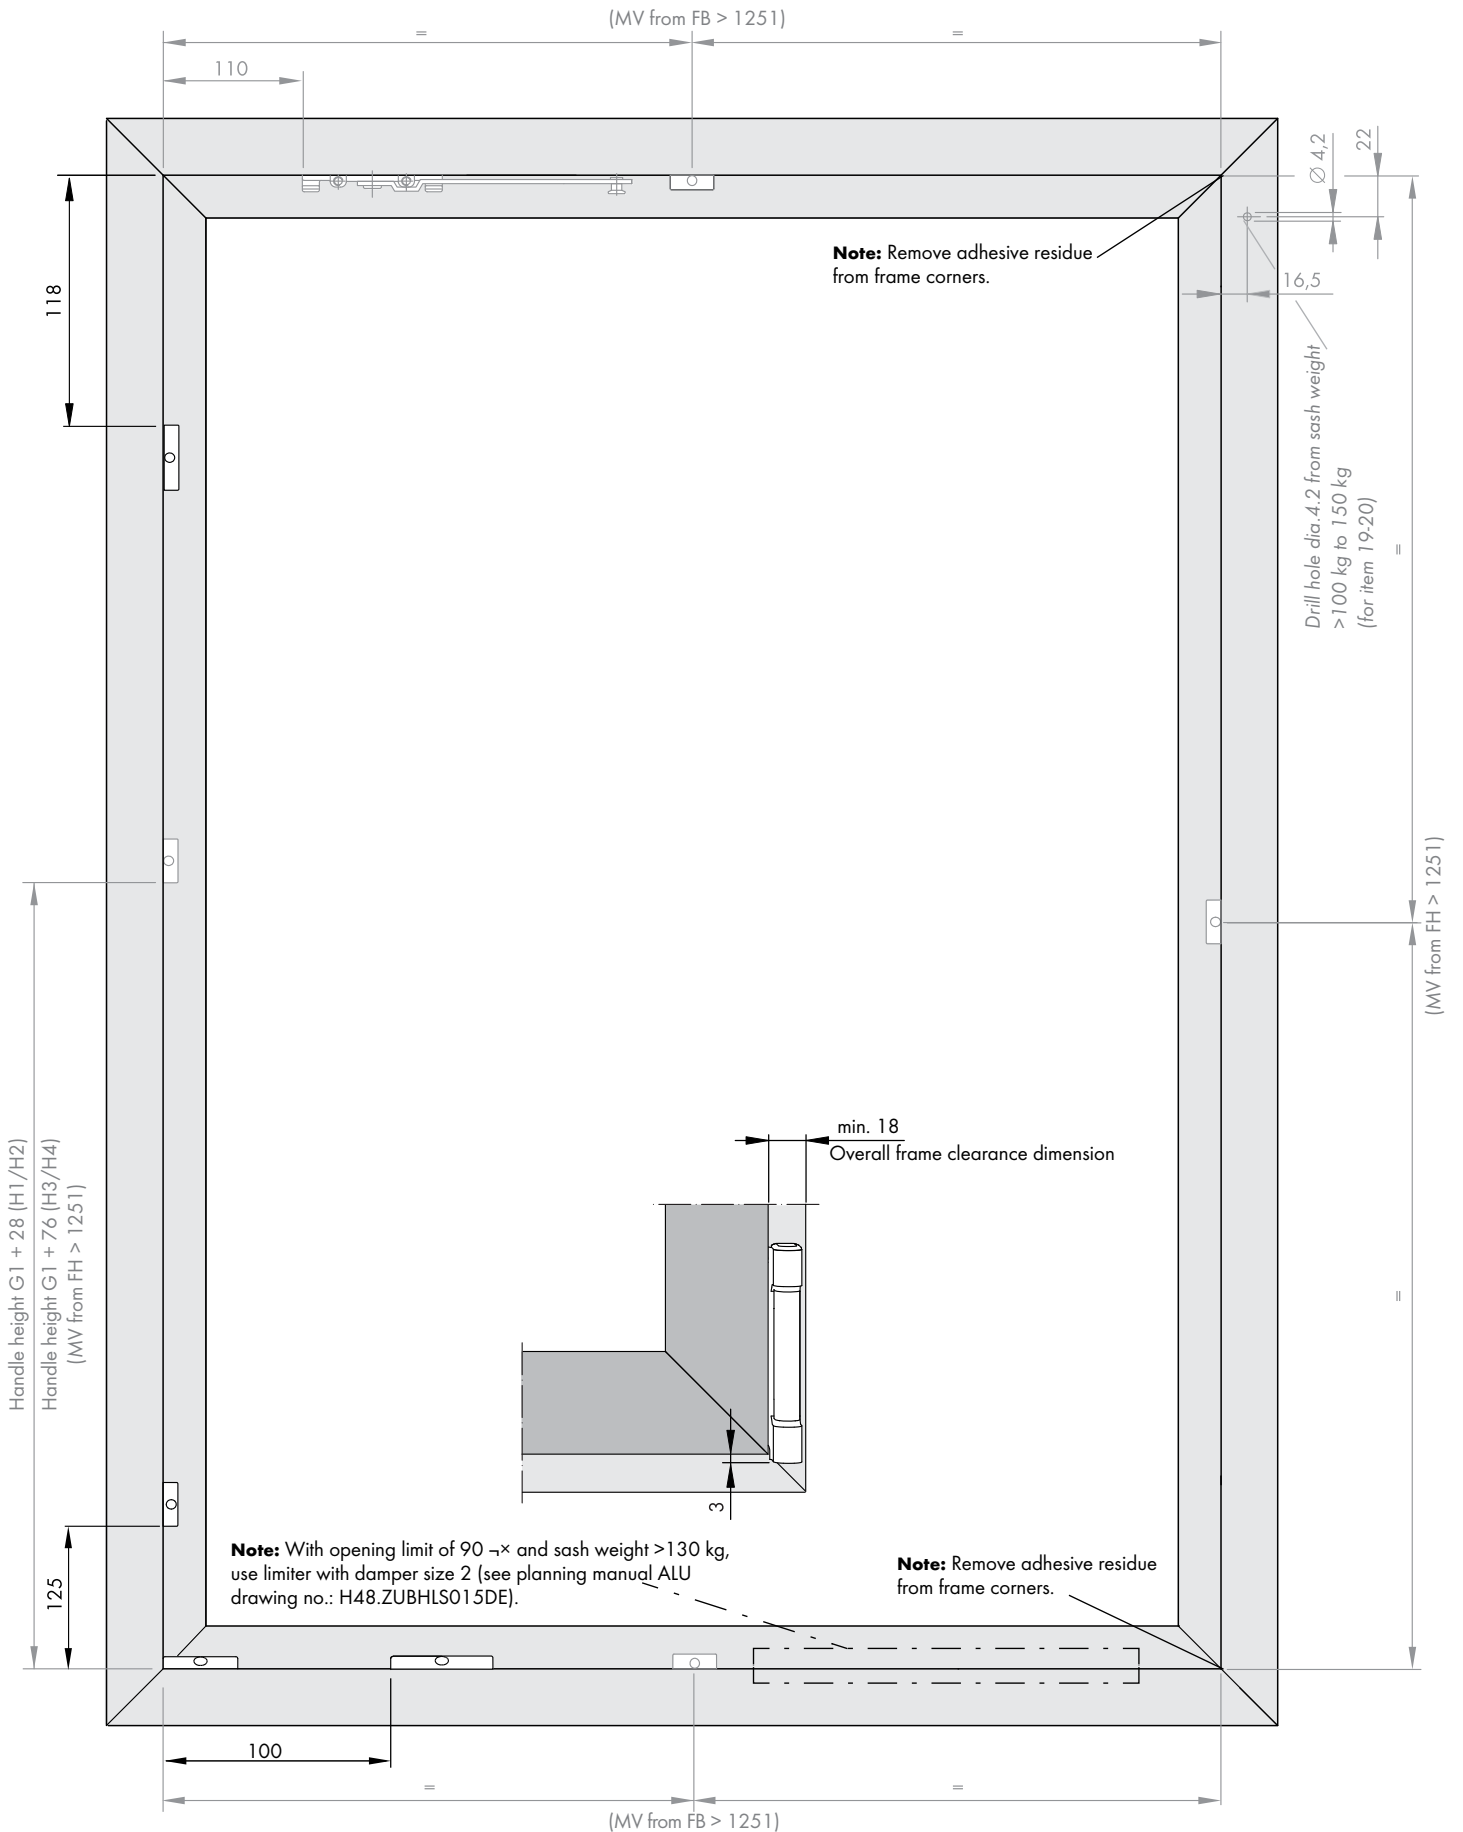 (MV from FB > 1251)
=
=
110
Ø 4,2
22
118
Note: Remove adhesive residue
from frame corners.
16,5
Drill hole dia.4.2 from sash weight
>100 kg to 150 kg
(for item 19-20)
=
(MV from FH > 1251)
min. 18
Overall frame clearance dimension
Handle height G1 + 28 (H1/H2)
Handle height G1 + 76 (H3/H4)
(MV from FH > 1251)
=
3
Note: With opening limit of 90 ¬× and sash weight >130 kg,
use limiter with damper size 2 (see planning manual ALU
drawing no.: H48.ZUBHLS015DE).
Note: Remove adhesive residue
from frame corners.
125
100
=
=
(MV from FB > 1251)